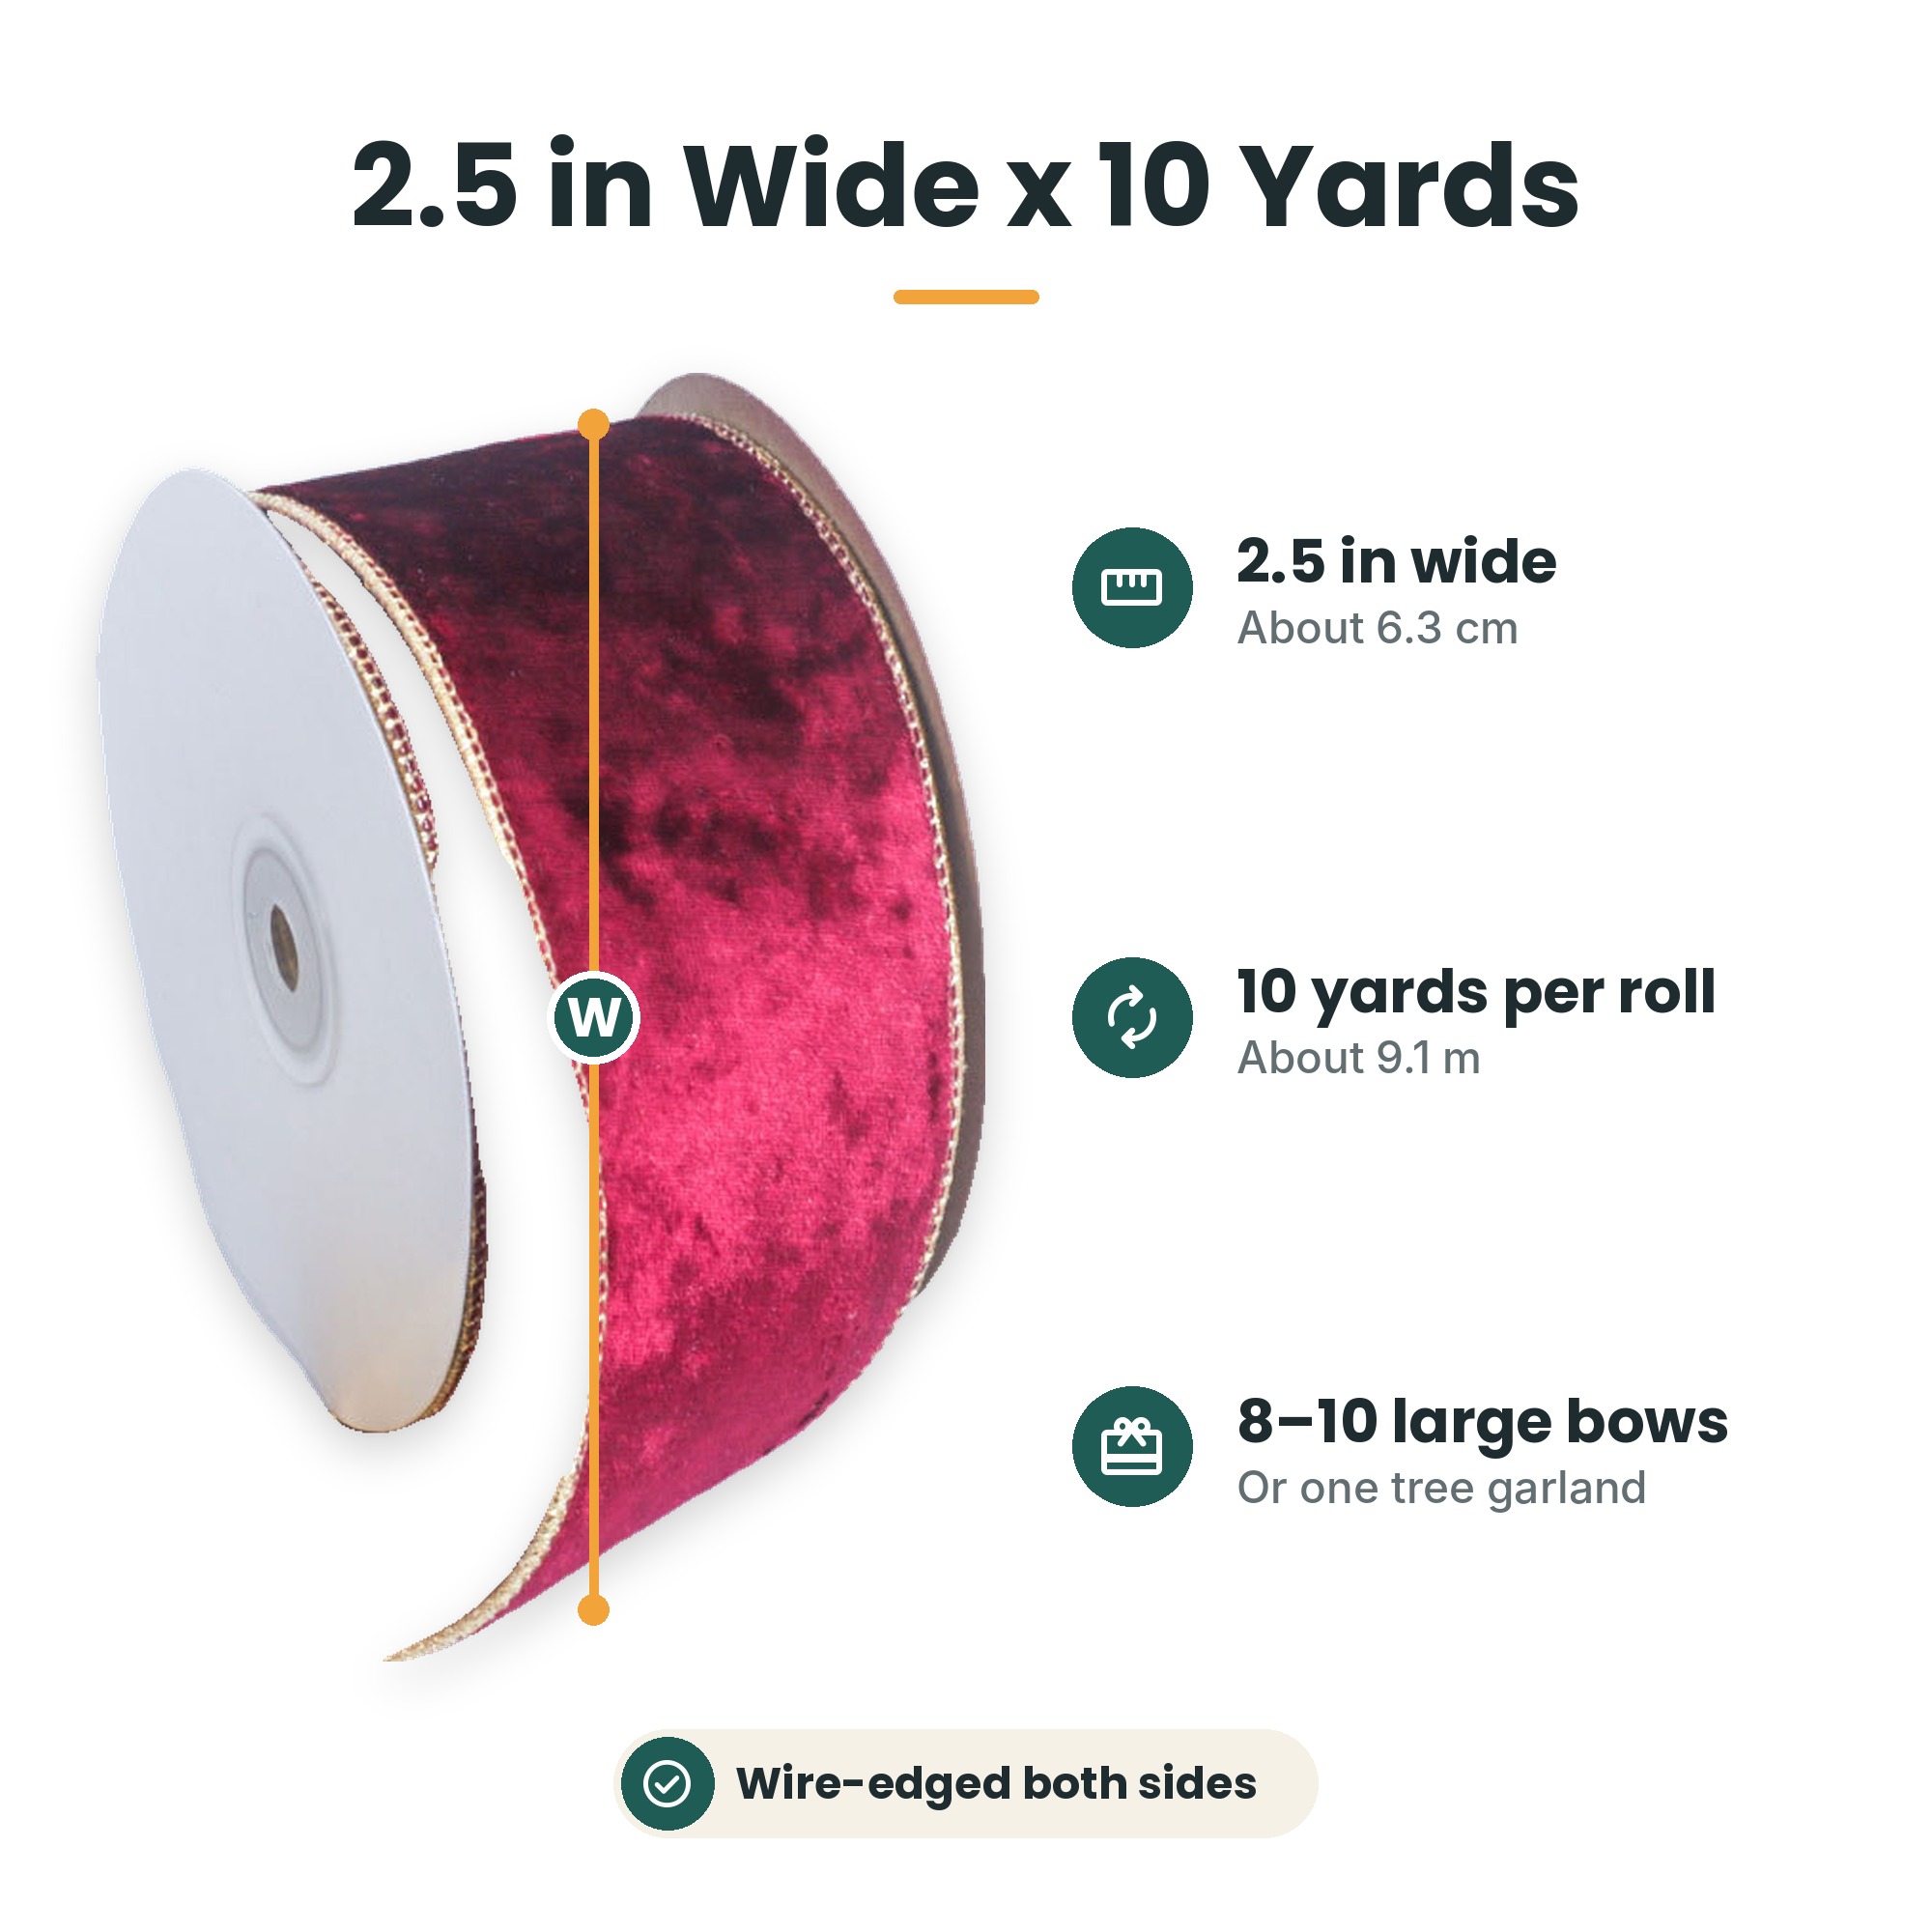 2.5 in Wide x 10 Yards
W
2.5 in wide
About 6.3 cm
10 yards per roll
About 9.1 m
8–10 large bows
Or one tree garland
Wire-edged both sides